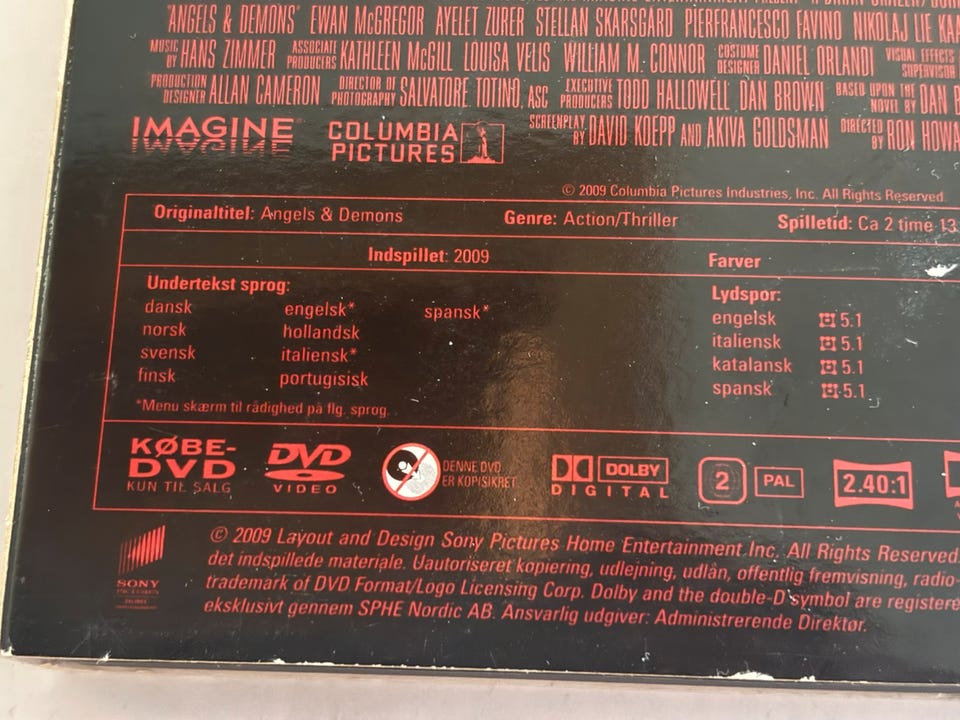 "ANGELS & DEMONS" EWAN McGREGOR AYELET ZURER STELLAN SKARSGÅRD PIERFRANCESCO FAVINO NIKOLAJ LIE
MUSIC BY HANS ZIMMER ASSOCIATE PRODUCERS KATHLEEN McGILL LOUISA VELIS WILLIAM M. CONNOR COSTUME DESIGNER DANIEL ORLANDI VISUAL EFFECTS SUPERVISOR
PRODUCTION DESIGNER ALLAN CAMERON DIRECTOR OF PHOTOGRAPHY SALVATORE TOTINO, ASC EXECUTIVE PRODUCERS TODD HALLOWELL DAN BROWN BASED UPON THE NOVEL BY DAN
SCREENPLAY BY DAVID KOEPP AND AKIVA GOLDSMAN DIRECTED BY RON
IMAGINE
COLUMBIA PICTURES
© 2009 Columbia Pictures Industries, Inc. All Rights Reserved.
Originaltitel: Angels & Demons Genre: Action/Thriller Spilletid: Ca 2 time 13
Indspillet: 2009 Farver
Undertekst sprog:
dansk engelsk* spansk*
norsk hollandsk
svensk italiensk*
finsk portugisisk
*Menu skærm til rådighed på flg. sprog.
Lydspor:
engelsk 5.1
italiensk 5.1
katalansk 5.1
spansk 5.1
KØBE-
DVD
KUN TIL SALG
DVD
VIDEO
DENNE DVD
ER KOPISIKRET
DOLBY
DIGITAL
2
PAL
2.40:1
SONY
PICTURES
© 2009 Layout and Design Sony Pictures Home Entertainment Inc. All Rights Reserved
det indspillede materiale. Uautoriseret kopiering, udlejning, udlån, offentlig fremvisning, radio-
trademark of DVD Format/Logo Licensing Corp. Dolby and the double-D symbol are registere
eksklusivt gennem SPHE Nordic AB. Ansvarlig udgiver: Administrerende Direktør.